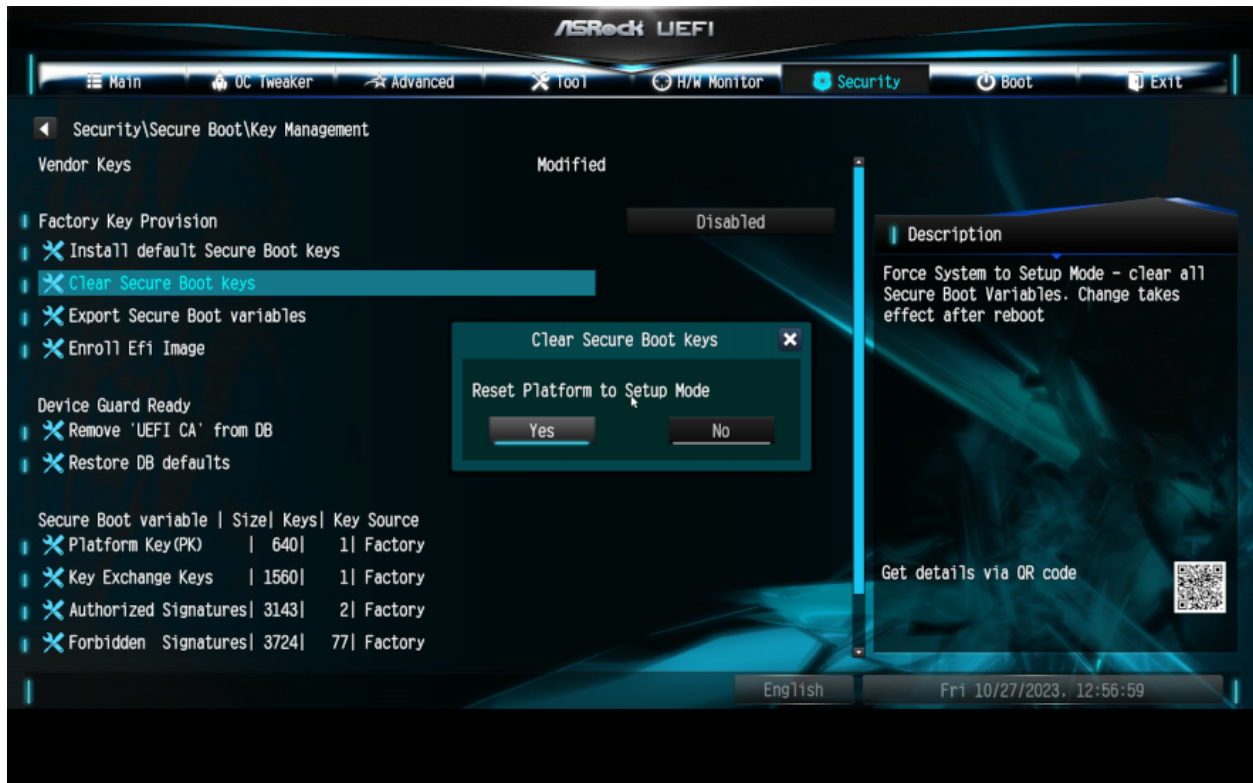 ASRock UEFI
Main OC Tweaker Advanced Tool H/W Monitor Security Boot Exit
Security\Secure Boot\Key Management
Vendor Keys Modified
Factory Key Provision Disabled
Install default Secure Boot keys
Clear Secure Boot keys
Export Secure Boot variables
Enroll Efi Image
Device Guard Ready
Remove 'UEFI CA' from DB
Restore DB defaults
Secure Boot variable | Size| Keys| Key Source
Platform Key(PK) | 640| 1| Factory
Key Exchange Keys | 1560| 1| Factory
Authorized Signatures| 3143| 2| Factory
Forbidden Signatures| 3724| 77| Factory
Clear Secure Boot keys
Reset Platform to Setup Mode
Yes No
Description
Force System to Setup Mode - clear all
Secure Boot Variables. Change takes
effect after reboot
Get details via QR code
English Fri 10/27/2023. 12:56:59